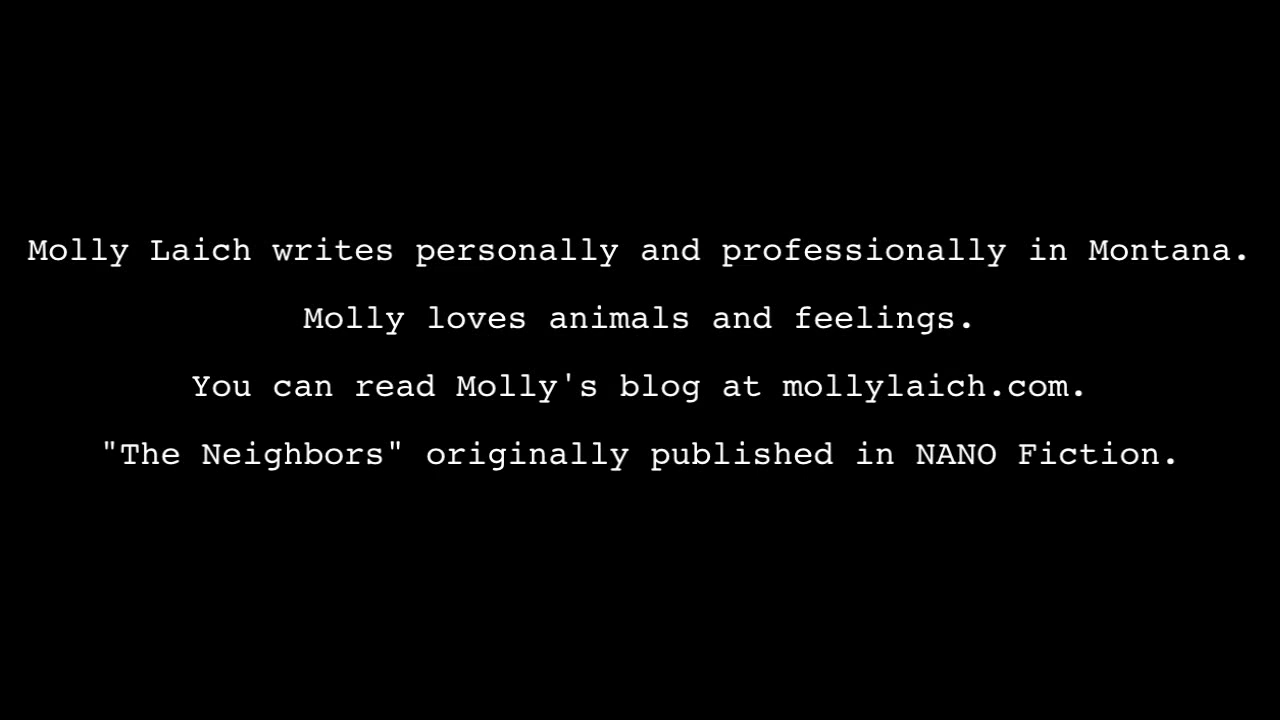 Molly Laich writes personally and professionally in Montana.
Molly loves animals and feelings.
You can read Molly's blog at mollylaich.com.
"The Neighbors" originally published in NANO Fiction.